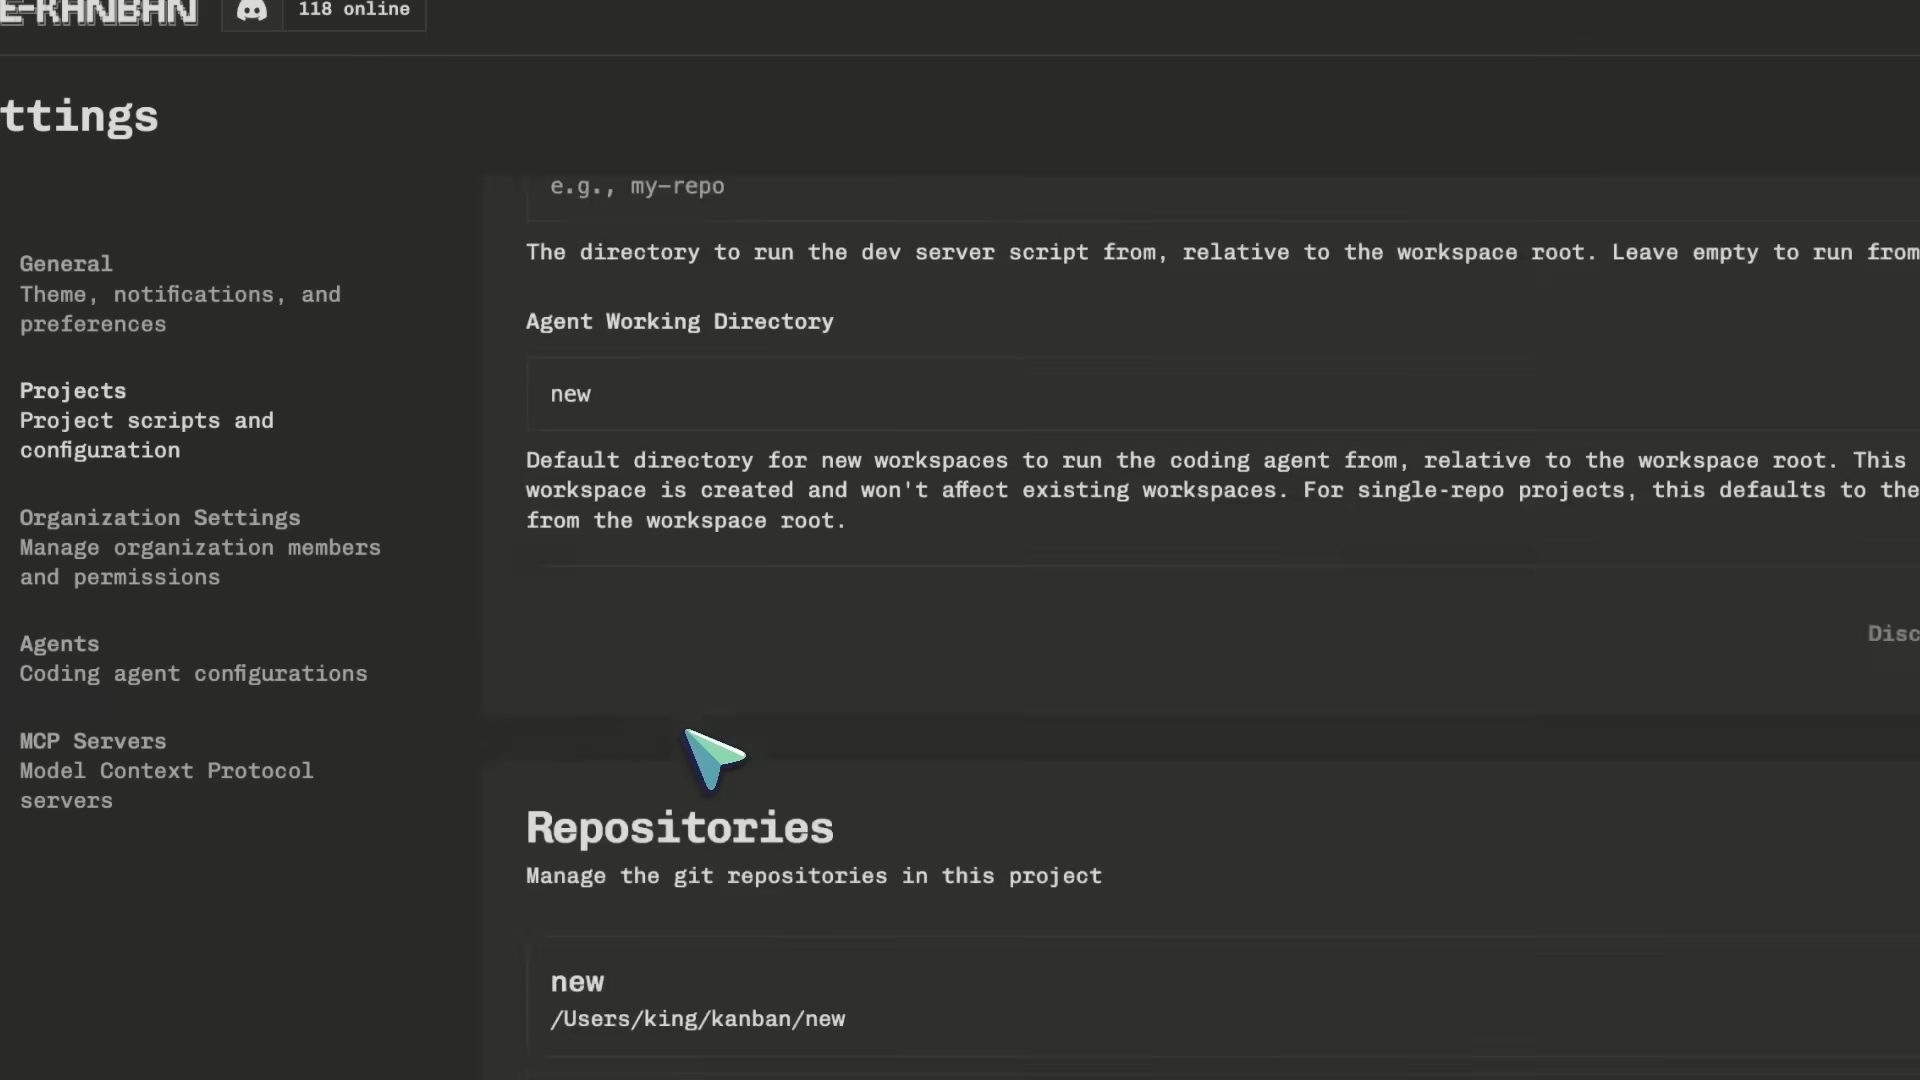 E-KANBAN
118 online
ttings
General
Theme, notifications, and
preferences
Projects
Project scripts and
configuration
Organization Settings
Manage organization members
and permissions
Agents
Coding agent configurations
MCP Servers
Model Context Protocol
servers
e.g., my-repo
The directory to run the dev server script from, relative to the workspace root. Leave empty to run from
Agent Working Directory
new
Default directory for new workspaces to run the coding agent from, relative to the workspace root. This
workspace is created and won't affect existing workspaces. For single-repo projects, this defaults to the
from the workspace root.
Disc
Repositories
Manage the git repositories in this project
new
/Users/king/kanban/new